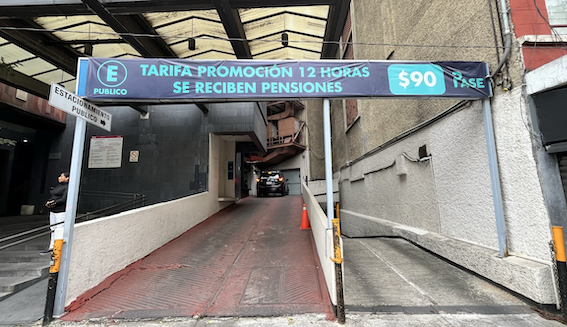 E
PUBLICO
TARIFA PROMOCIÓN 12 HORAS
SE RECIBEN PENSIONES
$90
PASE
ESTACIONAMIENTO
PUBLICO